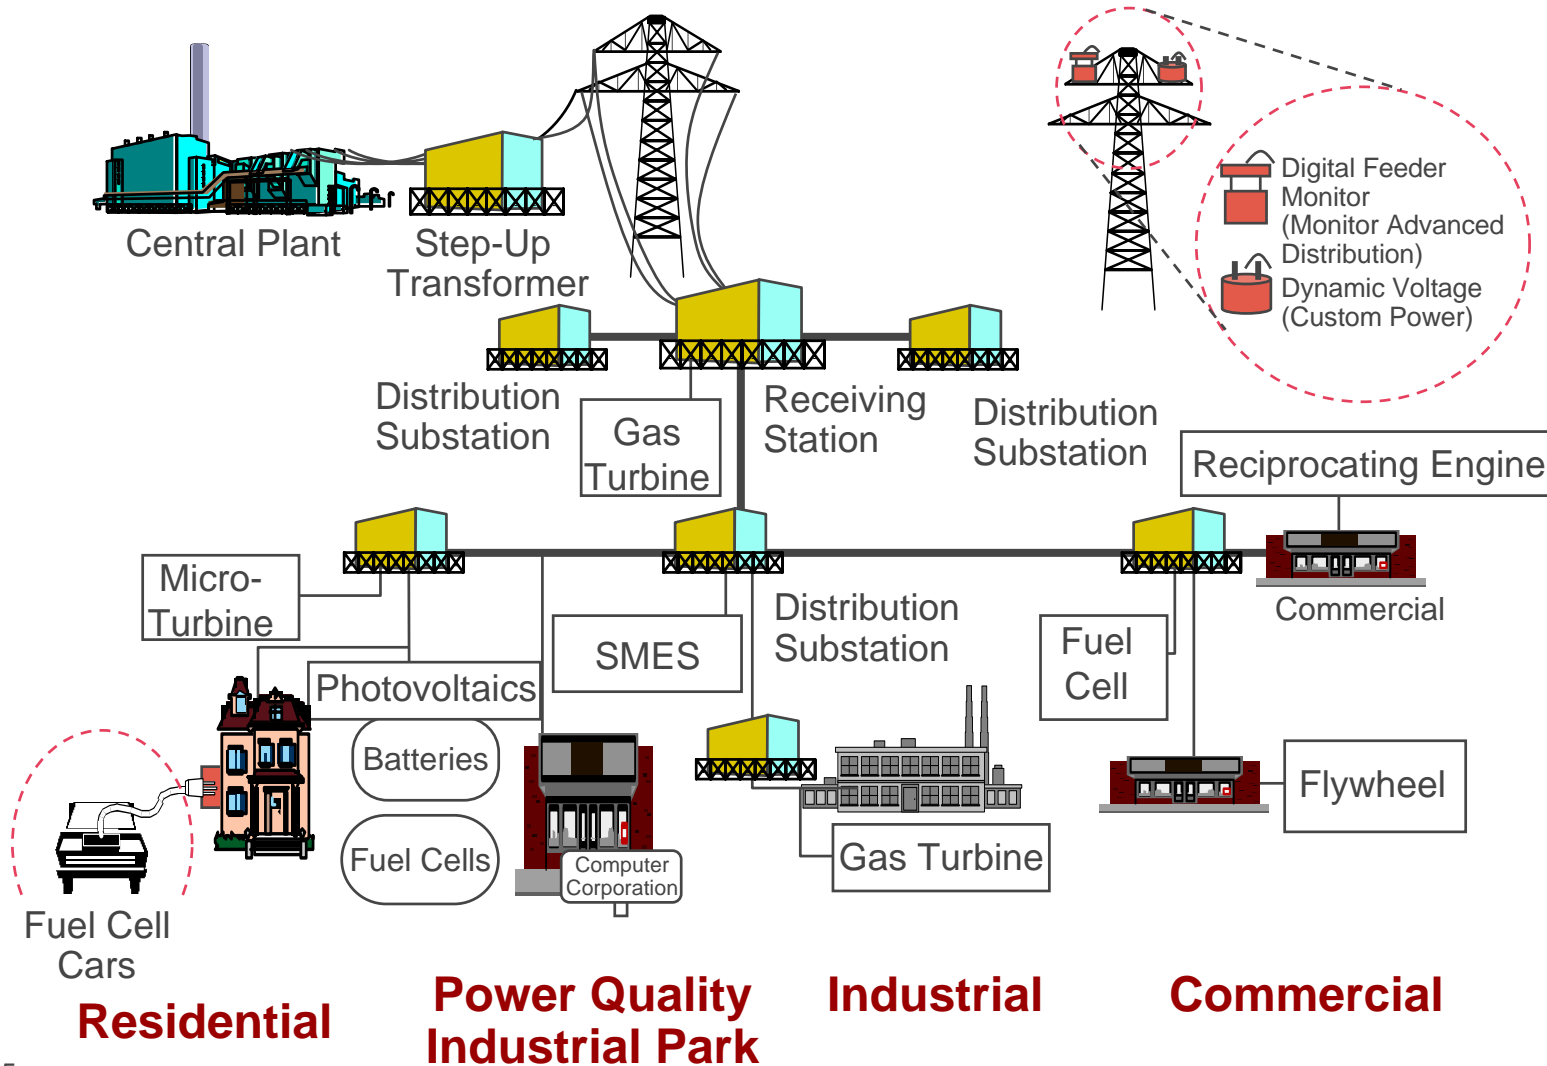 Central Plant
Step-Up
Transformer
Digital Feeder
Monitor
(Monitor Advanced
Distribution)
Dynamic Voltage
(Custom Power)
Distribution
Substation
Gas
Turbine
Receiving
Station
Distribution
Substation
Reciprocating Engine
Micro-
Turbine
Photovoltaics
SMES
Distribution
Substation
Fuel
Cell
Commercial
Batteries
Fuel Cells
Computer
Corporation
Gas Turbine
Flywheel
Fuel Cell
Cars
Residential
Power Quality
Industrial Park
Industrial
Commercial